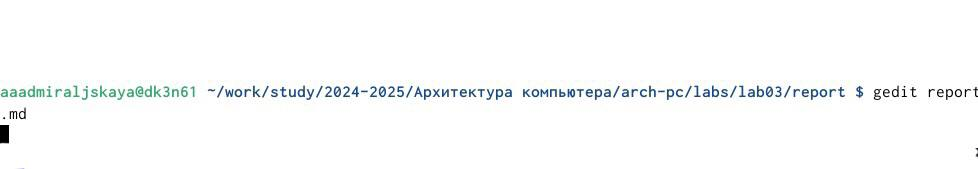 aaadmiraljskaya@dk3n61 ~/work/study/2024-2025/Архитектура компьютера/arch-pc/labs/lab03/report $ gedit report
.md